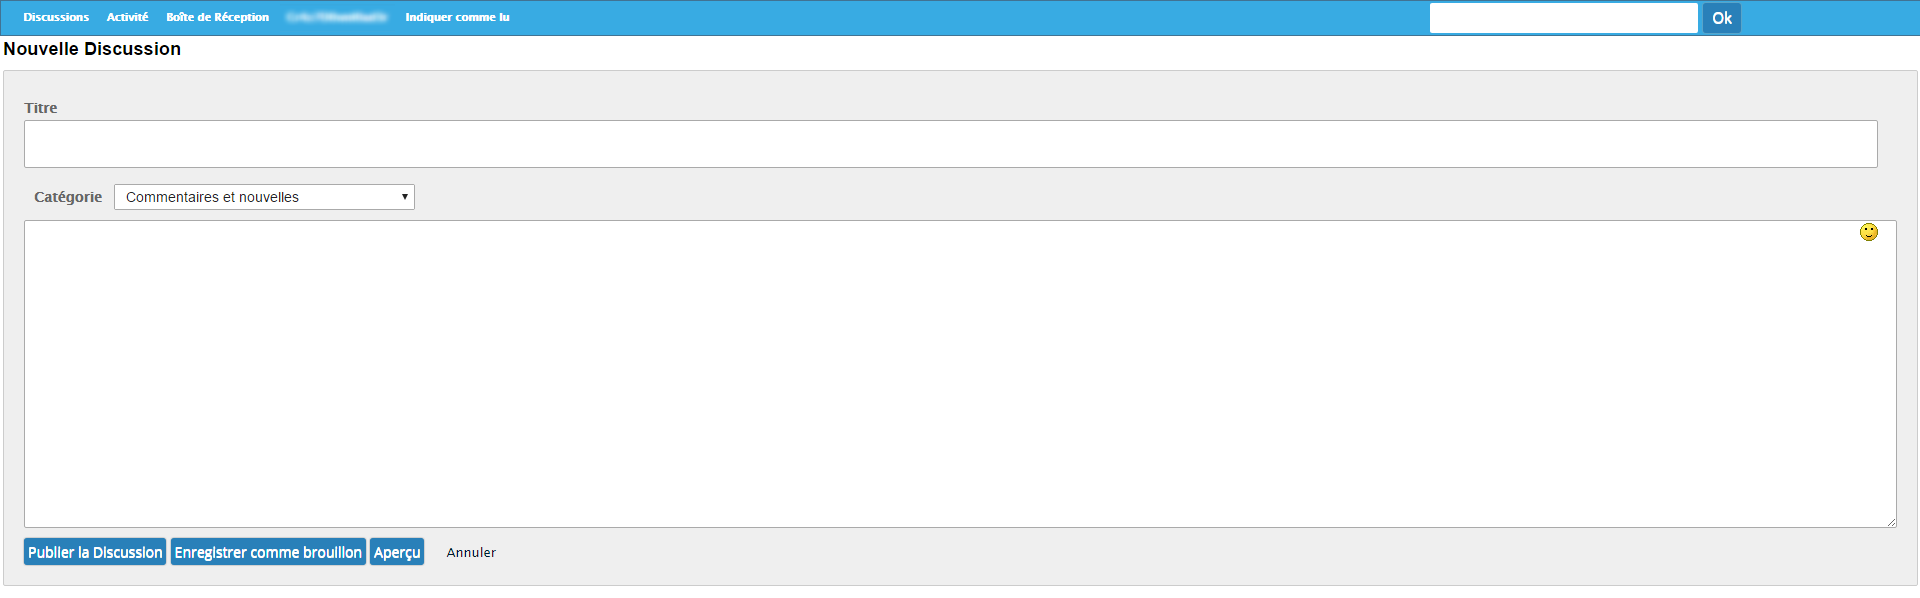 Discussions Activité Boîte de Réception Indiquer comme lu Ok
Nouvelle Discussion
Titre
Catégorie Commentaires et nouvelles
Publier la Discussion Enregistrer comme brouillon Aperçu Annuler